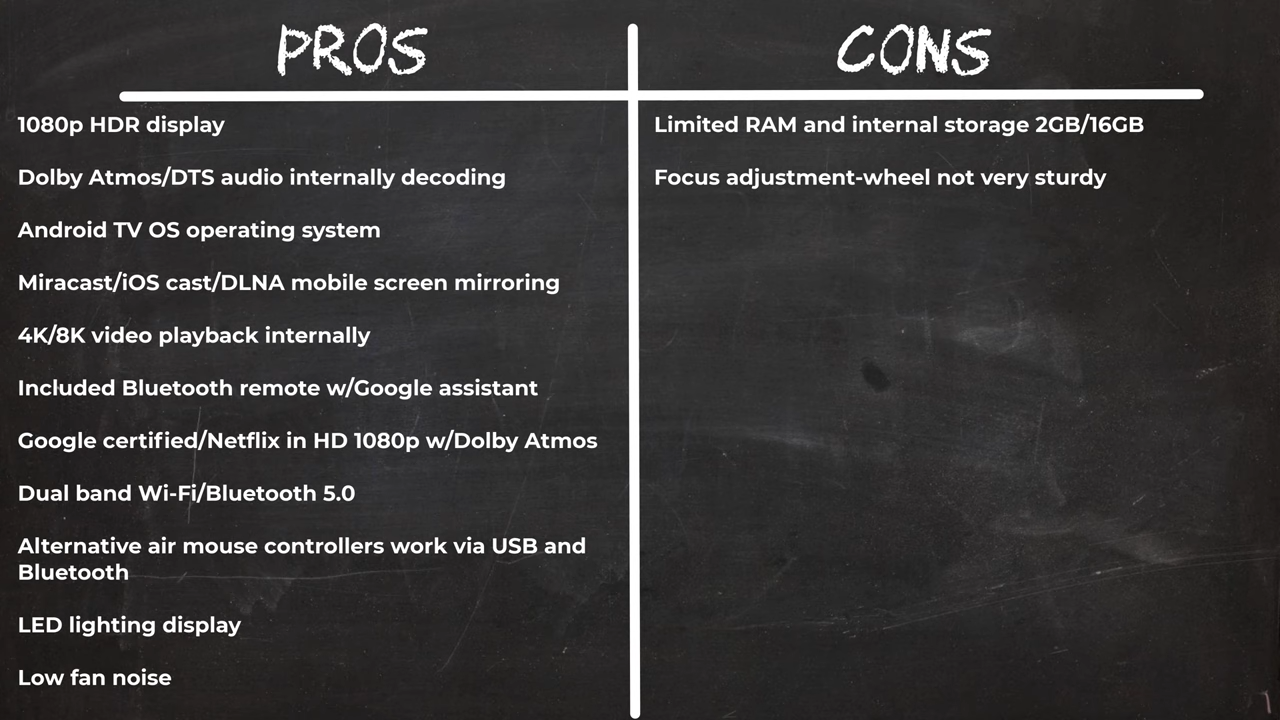 PROS
CONS
1080p HDR display
Dolby Atmos/DTS audio internally decoding
Android TV OS operating system
Miracast/iOS cast/DLNA mobile screen mirroring
4K/8K video playback internally
Included Bluetooth remote w/Google assistant
Google certified/Netflix in HD 1080p w/Dolby Atmos
Dual band Wi-Fi/Bluetooth 5.0
Alternative air mouse controllers work via USB and
Bluetooth
LED lighting display
Low fan noise
Limited RAM and internal storage 2GB/16GB
Focus adjustment-wheel not very sturdy